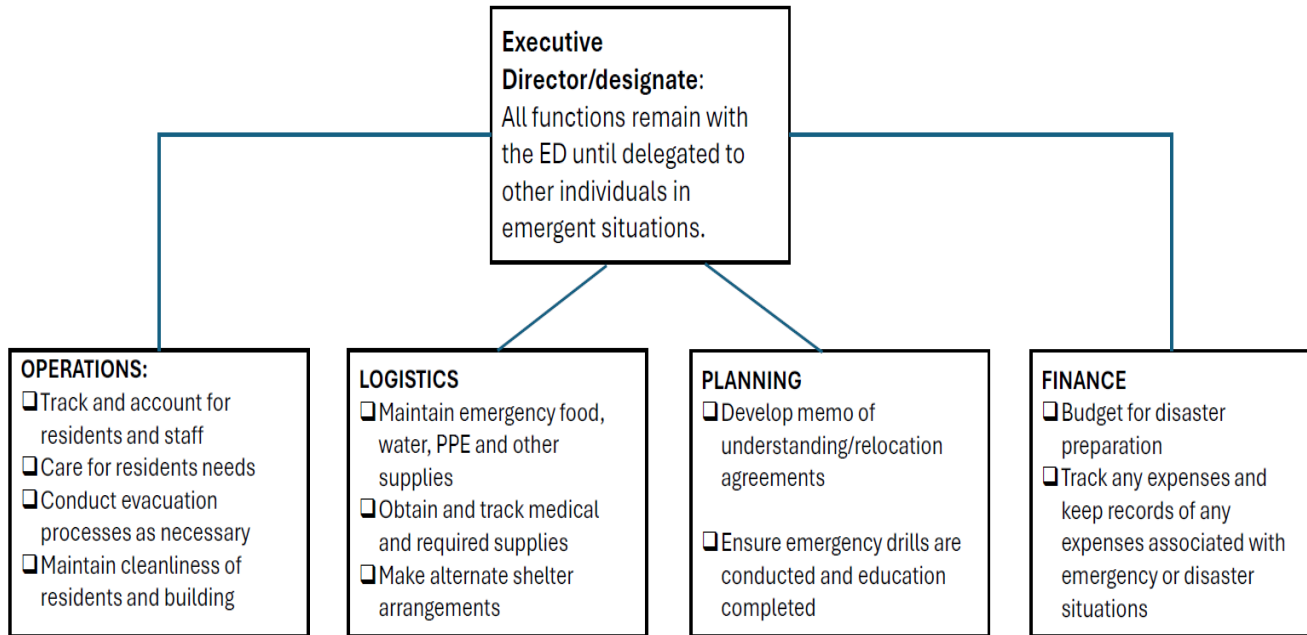 Executive
Director/designate:
All functions remain with
the ED until delegated to
other individuals in
emergent situations.
OPERATIONS:
❑Track and account for
residents and staff
❑Care for residents needs
❑Conduct evacuation
processes as necessary
❑Maintain cleanliness of
residents and building
LOGISTICS
❑Maintain emergency food,
water, PPE and other
supplies
❑Obtain and track medical
and required supplies
❑Make alternate shelter
arrangements
PLANNING
❑Develop memo of
understanding/relocation
agreements
❑Ensure emergency drills are
conducted and education
completed
FINANCE
❑Budget for disaster
preparation
❑Track any expenses and
keep records of any
expenses associated with
emergency or disaster
situations